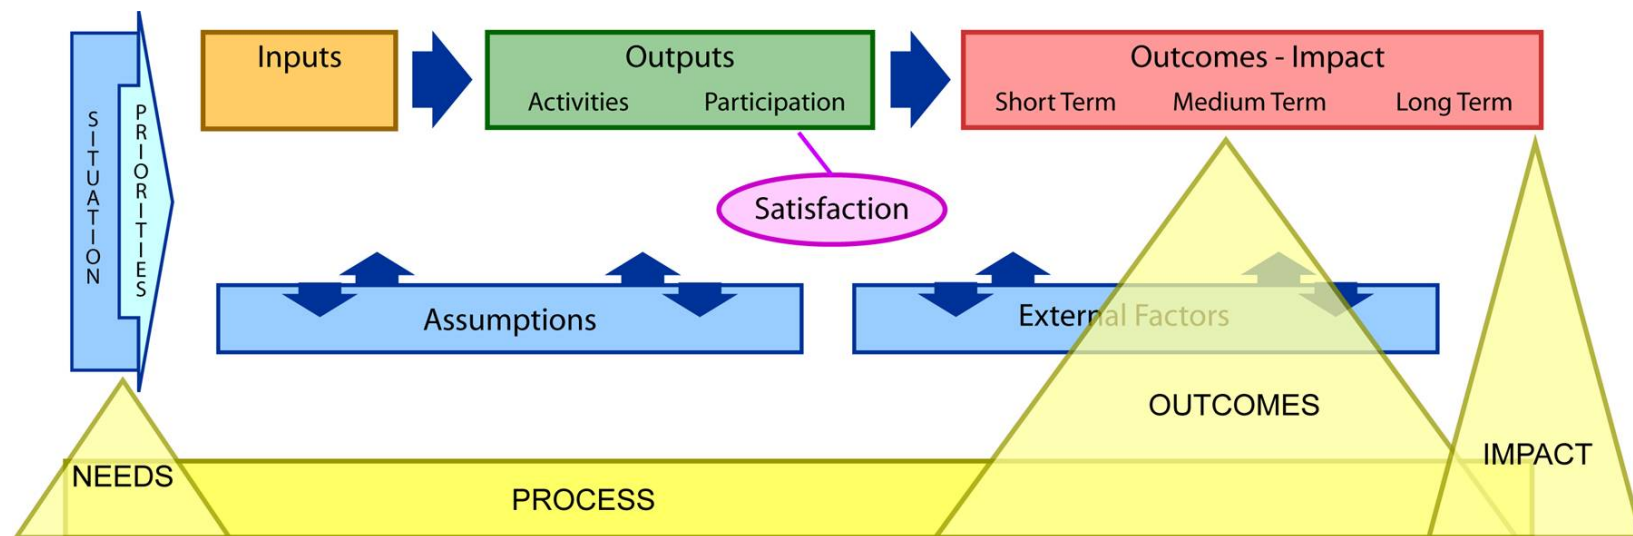 SITUATION
PRIORITIES
Inputs
Outputs
Activities Participation
Outcomes - Impact
Short Term Medium Term Long Term
Satisfaction
Assumptions
External Factors
NEEDS
PROCESS
OUTCOMES
IMPACT